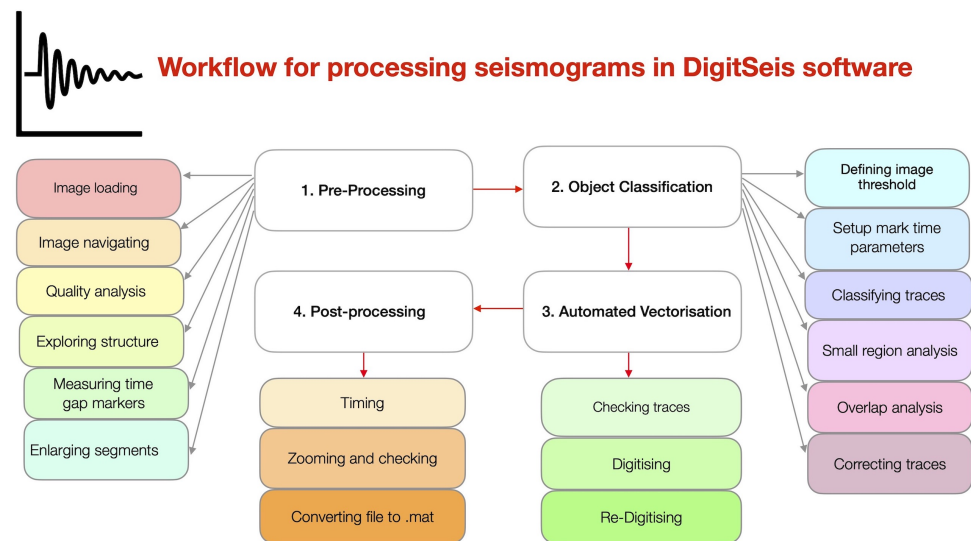 Workflow for processing seismograms in DigitSeis software
1. Pre-Processing
2. Object Classification
3. Automated Vectorisation
4. Post-processing
Image loading
Image navigating
Quality analysis
Exploring structure
Measuring time
gap markers
Enlarging segments
Defining image
threshold
Setup mark time
parameters
Classifying traces
Small region analysis
Overlap analysis
Correcting traces
Checking traces
Digitising
Re-Digitising
Timing
Zooming and checking
Converting file to .mat